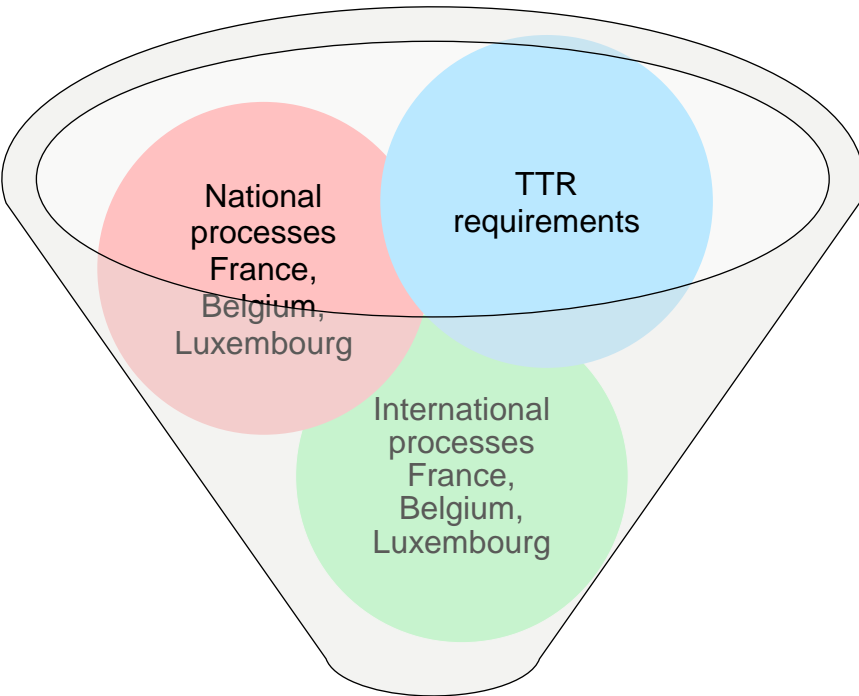 National
processes
France,
Belgium,
Luxembourg
TTR
requirements
International
processes
France,
Belgium,
Luxembourg